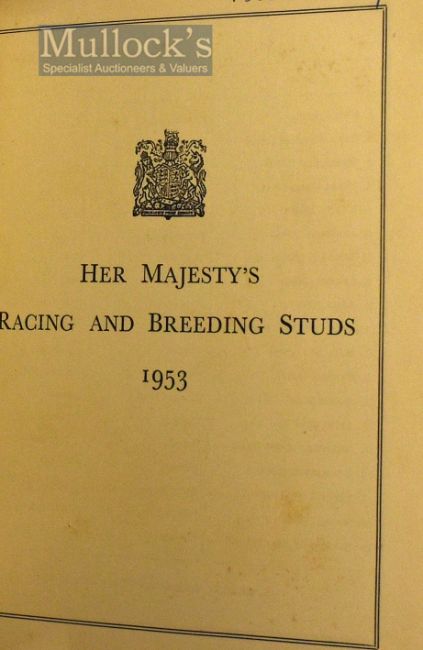 Mullock's
Specialist Auctioneers & Valuers
HER MAJESTY'S
RACING AND BREEDING STUDS
1953